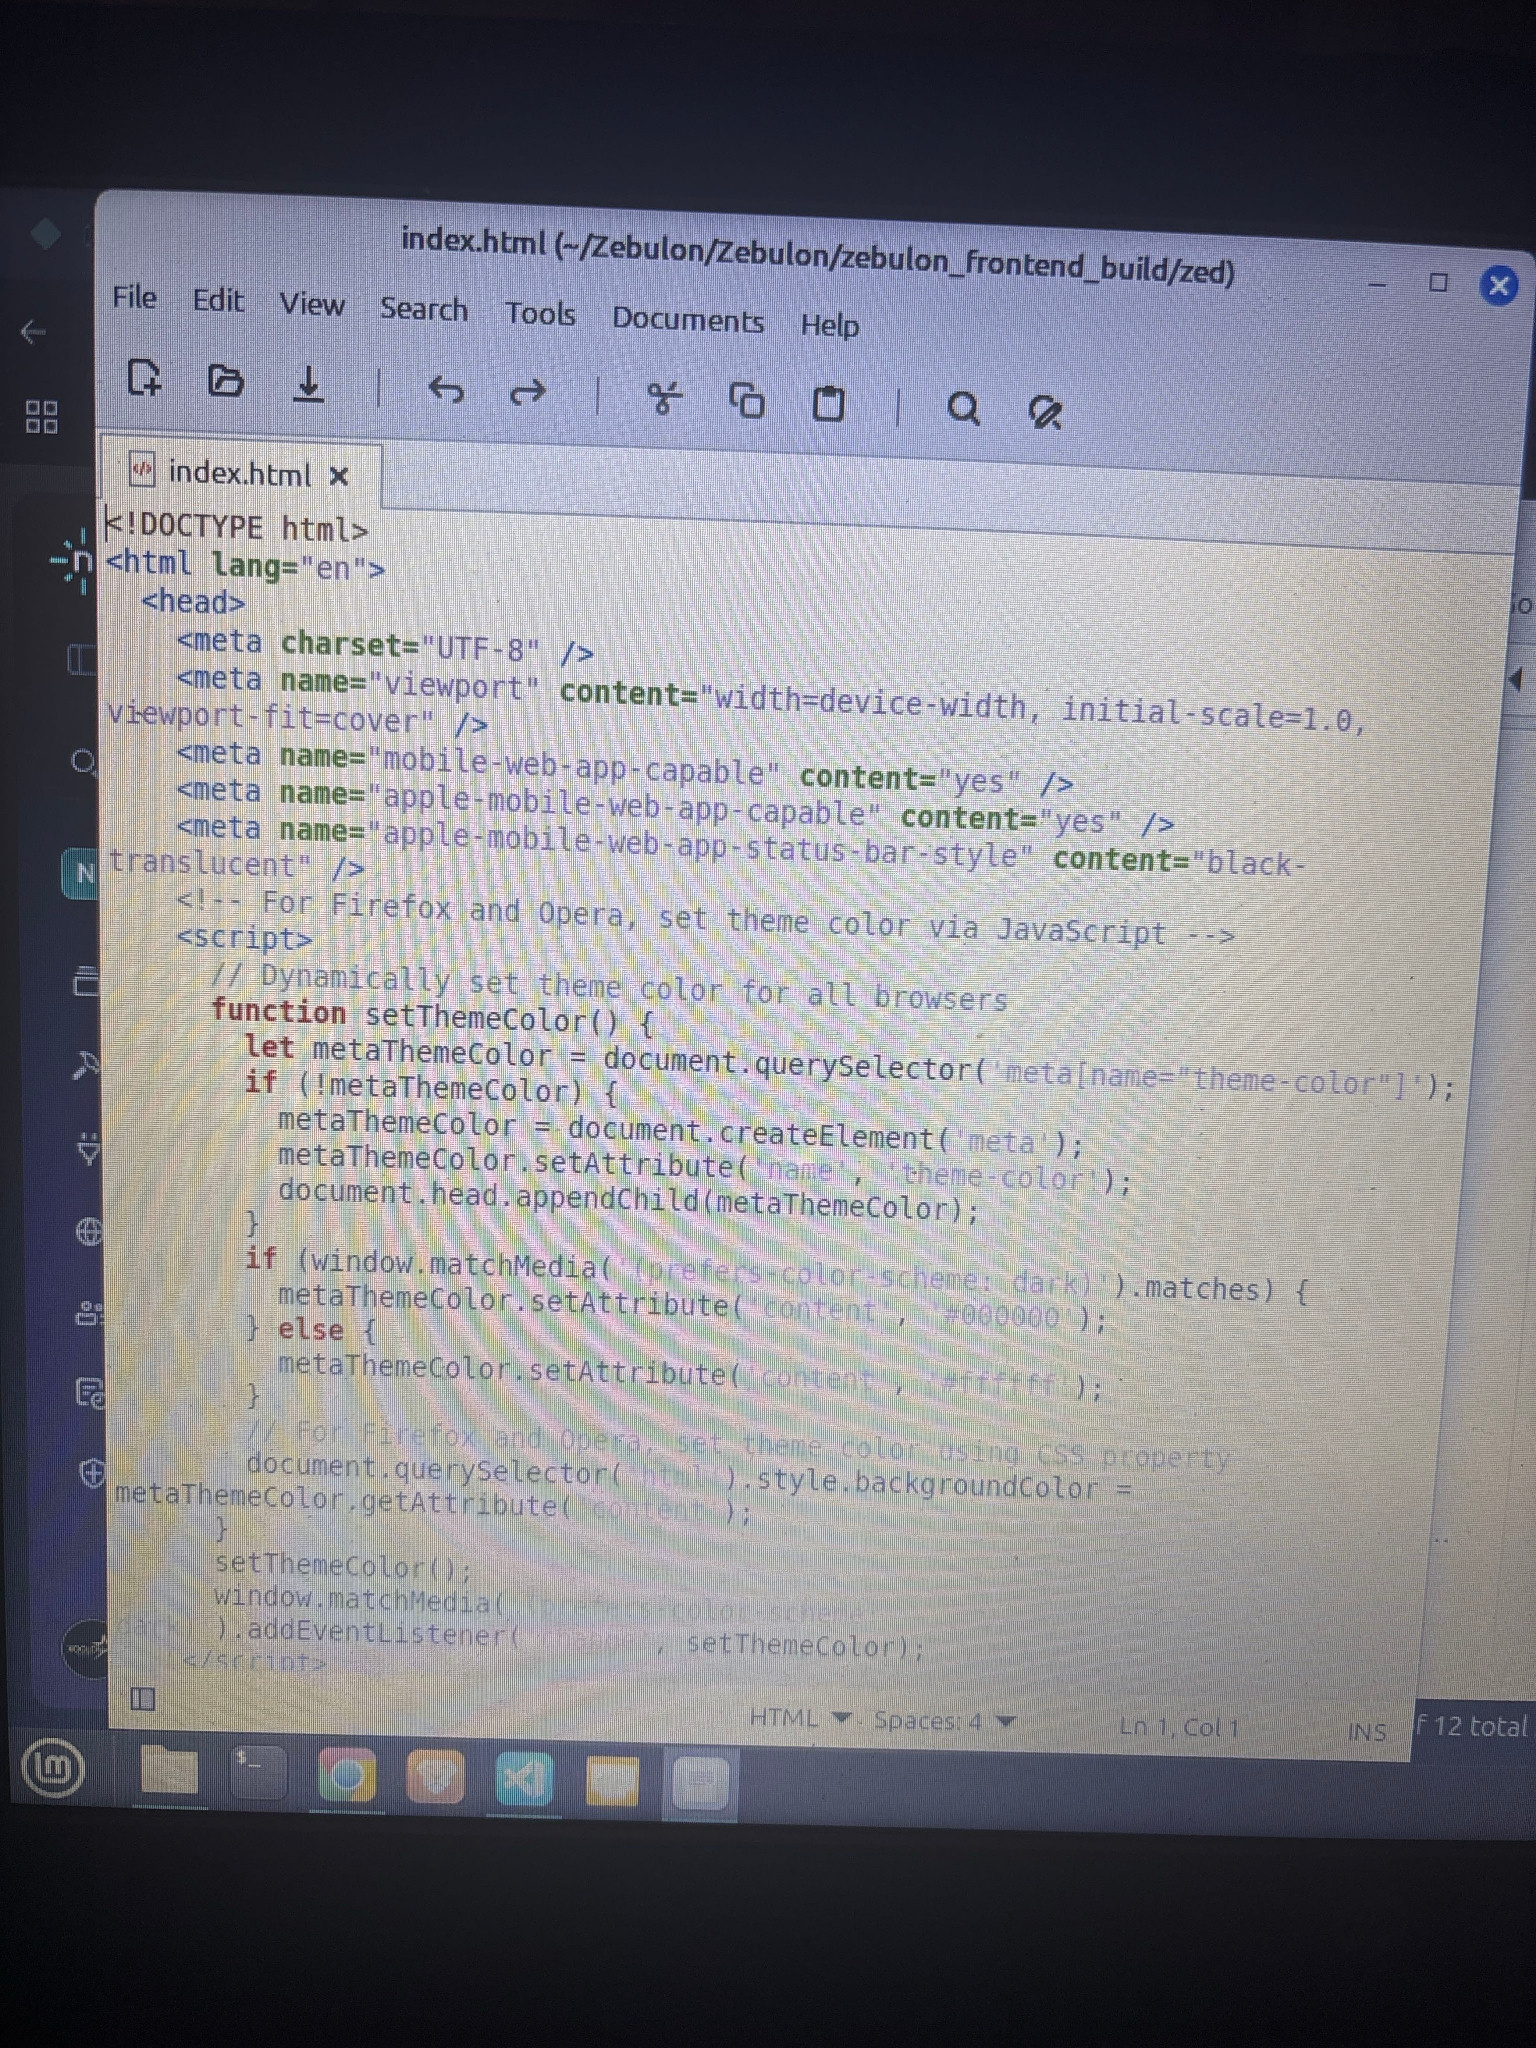 index.html (~/Zebulon/Zebulon/zebulon_frontend_build/zed)
File Edit View Search Tools Documents Help
index.html
<!DOCTYPE html>
<html lang="en">
<head>
<meta charset="UTF-8" />
<meta name="viewport" content="width=device-width, initial-scale=1.0,
viewport-fit=cover" />
<meta name="mobile-web-app-capable" content="yes" />
<meta name="apple-mobile-web-app-capable" content="yes" />
<meta name="apple-mobile-web-app-status-bar-style" content="black-
translucent" />
<!-- For Firefox and Opera, set theme color via JavaScript -->
<script>
// Dynamically set theme color for all browsers
function setThemeColor() {
let metaThemeColor = document.querySelector('meta[name="theme-color"]');
if (!metaThemeColor) {
metaThemeColor = document.createElement('meta');
metaThemeColor.setAttribute('name', 'theme-color');
document.head.appendChild(metaThemeColor);
}
if (window.matchMedia('(prefers-color-scheme: dark)').matches) {
metaThemeColor.setAttribute('content', '#000000');
} else {
metaThemeColor.setAttribute('content', '#ffffff');
}
// For Firefox and Opera, set theme color using CSS property
document.querySelector('html').style.backgroundColor =
metaThemeColor.getAttribute('content');
}
setThemeColor();
window.matchMedia('(prefers-color-scheme:
).addEventListener( , setThemeColor);
</script>
HTML Spaces: 4 Ln 1, Col 1 INS
f 12 total
n
N